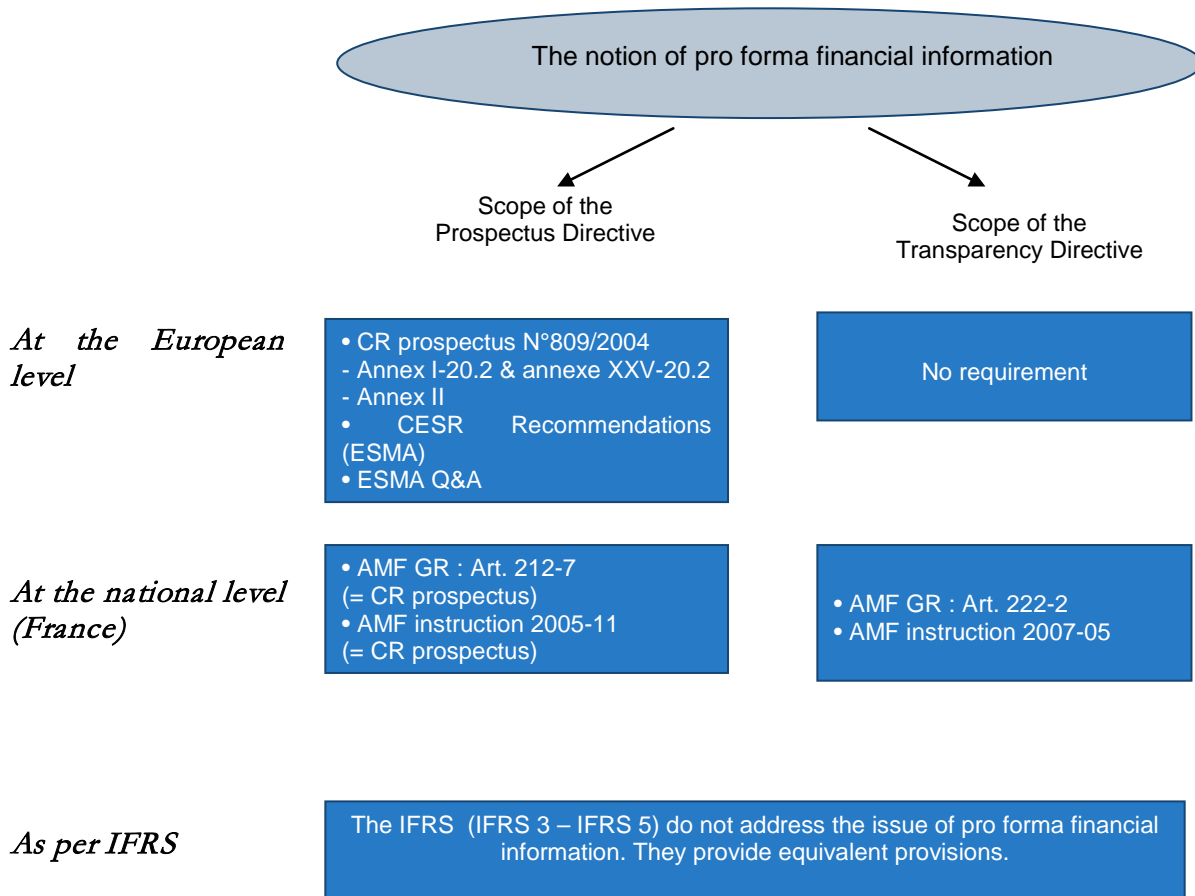 The notion of pro forma financial information
Scope of the
Prospectus Directive
Scope of the
Transparency Directive
At the European
level
• CR prospectus N°809/2004
- Annex I-20.2 & annexe XXV-20.2
- Annex II
• CESR Recommendations
(ESMA)
• ESMA Q&A
No requirement
At the national level
(France)
• AMF GR : Art. 212-7
(= CR prospectus)
• AMF instruction 2005-11
(= CR prospectus)
• AMF GR : Art. 222-2
• AMF instruction 2007-05
As per IFRS
The IFRS (IFRS 3 – IFRS 5) do not address the issue of pro forma financial
information. They provide equivalent provisions.